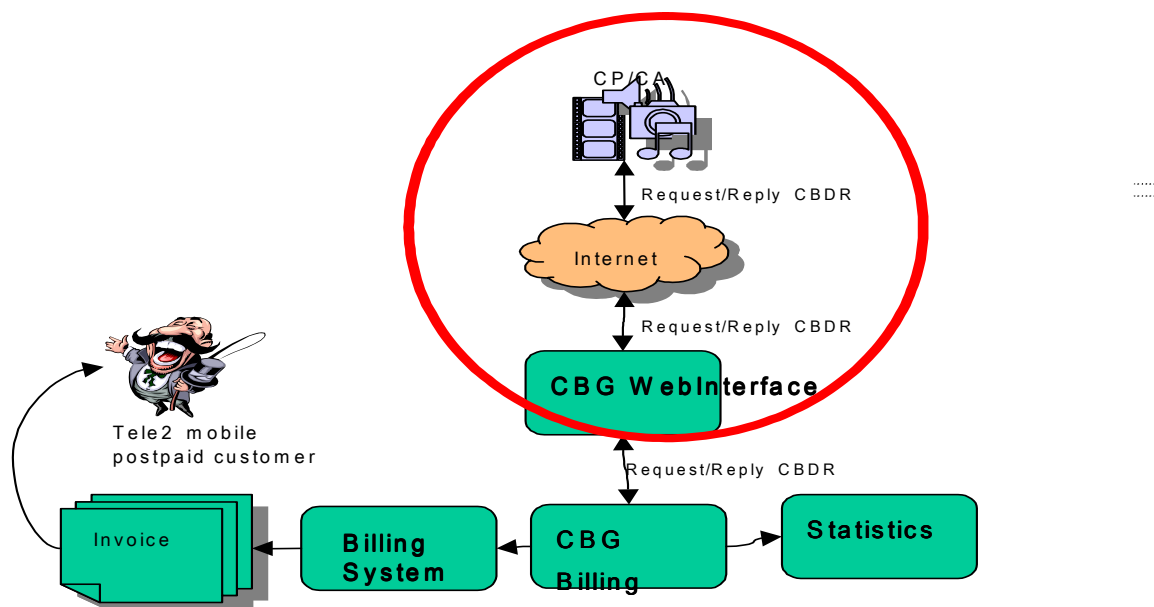 CP/CA
Request/Reply CBDR
Internet
Request/Reply CBDR
CBG WebInterface
Tele2 mobile
postpaid customer
Request/Reply CBDR
Invoice
Billing
System
CBG
Billing
Statistics